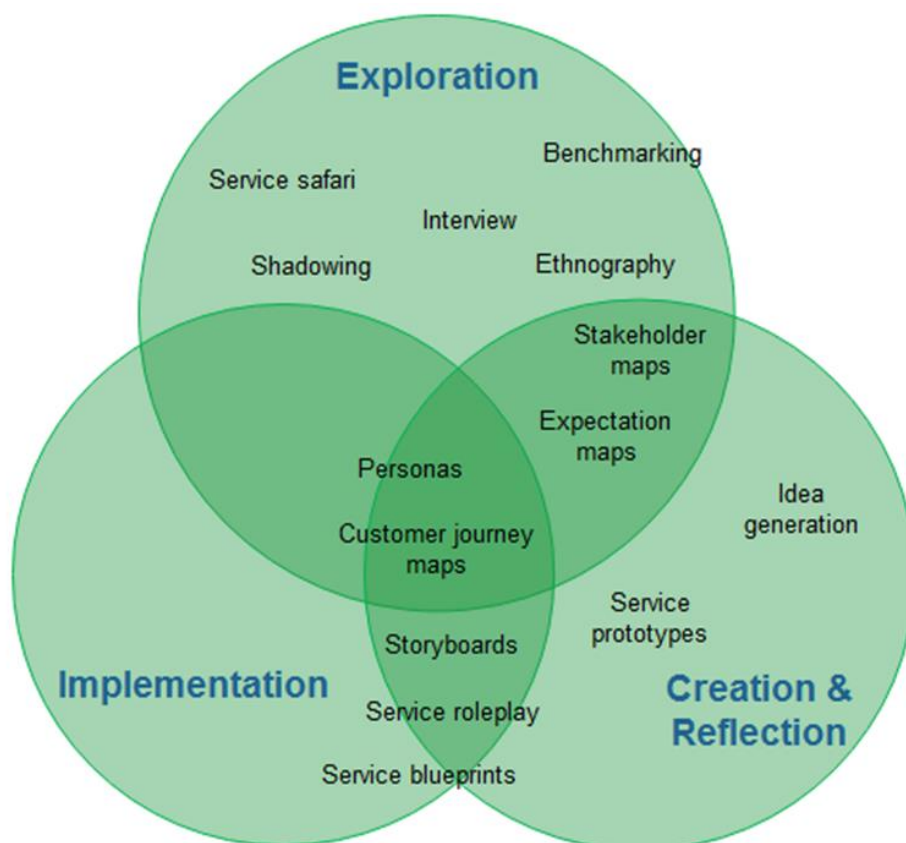 Exploration
Benchmarking
Service safari
Interview
Shadowing
Ethnography
Stakeholder
maps
Expectation
maps
Personas
Idea
generation
Customer journey
maps
Service
prototypes
Storyboards
Implementation
Creation &
Reflection
Service roleplay
Service blueprints